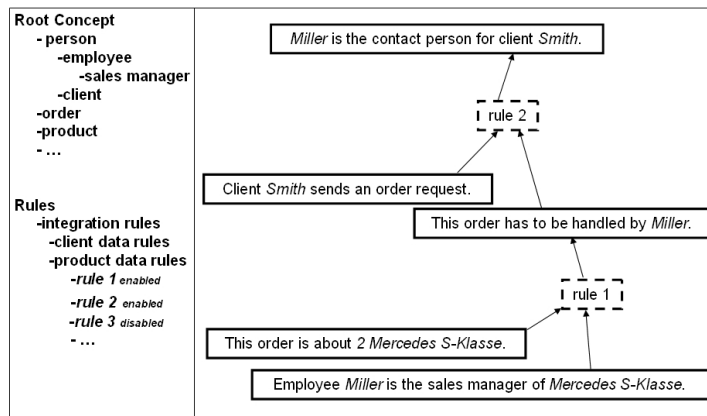 Root Concept
- person
-employee
-sales manager
-client
-order
-product
- ...
Rules
-integration rules
-client data rules
-product data rules
-rule 1 enabled
-rule 2 enabled
-rule 3 disabled
- ...
Miller is the contact person for client Smith.
rule 2
Client Smith sends an order request.
This order has to be handled by Miller.
rule 1
This order is about 2 Mercedes S-Klasse.
Employee Miller is the sales manager of Mercedes S-Klasse.